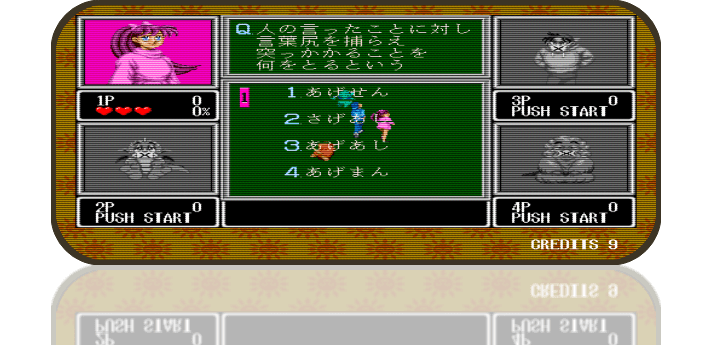 Q 人の言ったことに対し
言葉尻を捕らえ
突っかかることを
何をとるという
1P 0
0%
1
1 あげせん
2 さげあし
3 あげあし
4 あげまん
3P 0
PUSH START
2P 0
PUSH START
4P 0
PUSH START
CREDITS 9